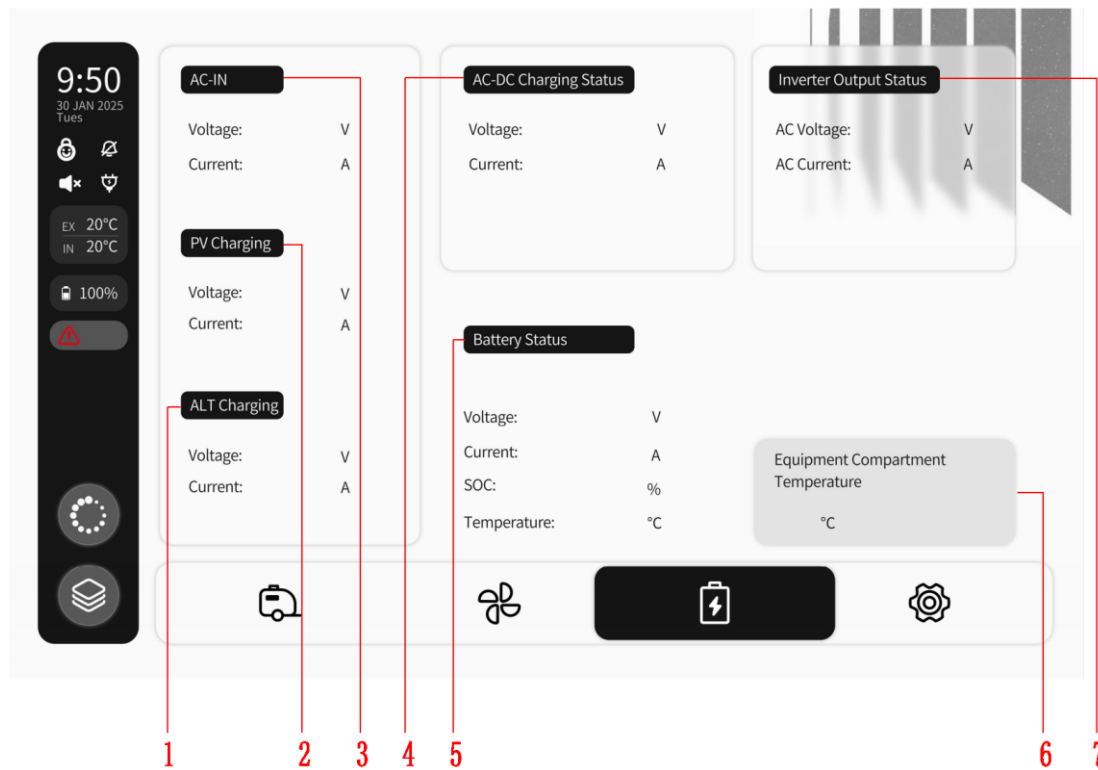 9:50
30 JAN 2025
Tues
EX 20°C
IN 20°C
100%
AC-IN
Voltage: V
Current: A
PV Charging
Voltage: V
Current: A
ALT Charging
Voltage: V
Current: A
AC-DC Charging Status
Voltage: V
Current: A
Inverter Output Status
AC Voltage: V
AC Current: A
Battery Status
Voltage: V
Current: A
SOC: %
Temperature: °C
Equipment Compartment
Temperature
°C
1 2 3 4 5 6 7